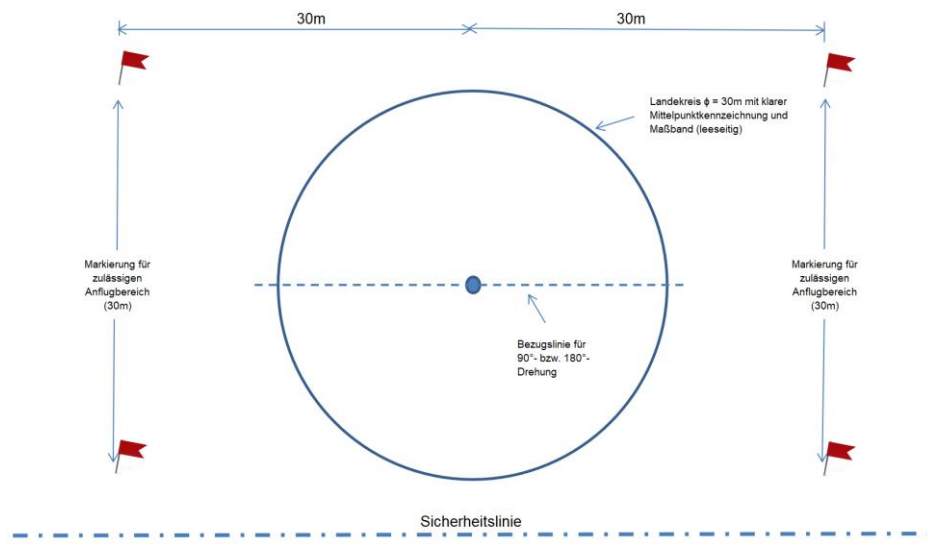 30m
30m
Landekreis ϕ = 30m mit klarer
Mittelpunktkennzeichnung und
Maßband (leeseitig)
Markierung für
zulässigen
Anflugbereich
(30m)
Markierung für
zulässigen
Anflugbereich
(30m)
Bezugslinie für
90°- bzw. 180°-
Drehung
Sicherheitslinie